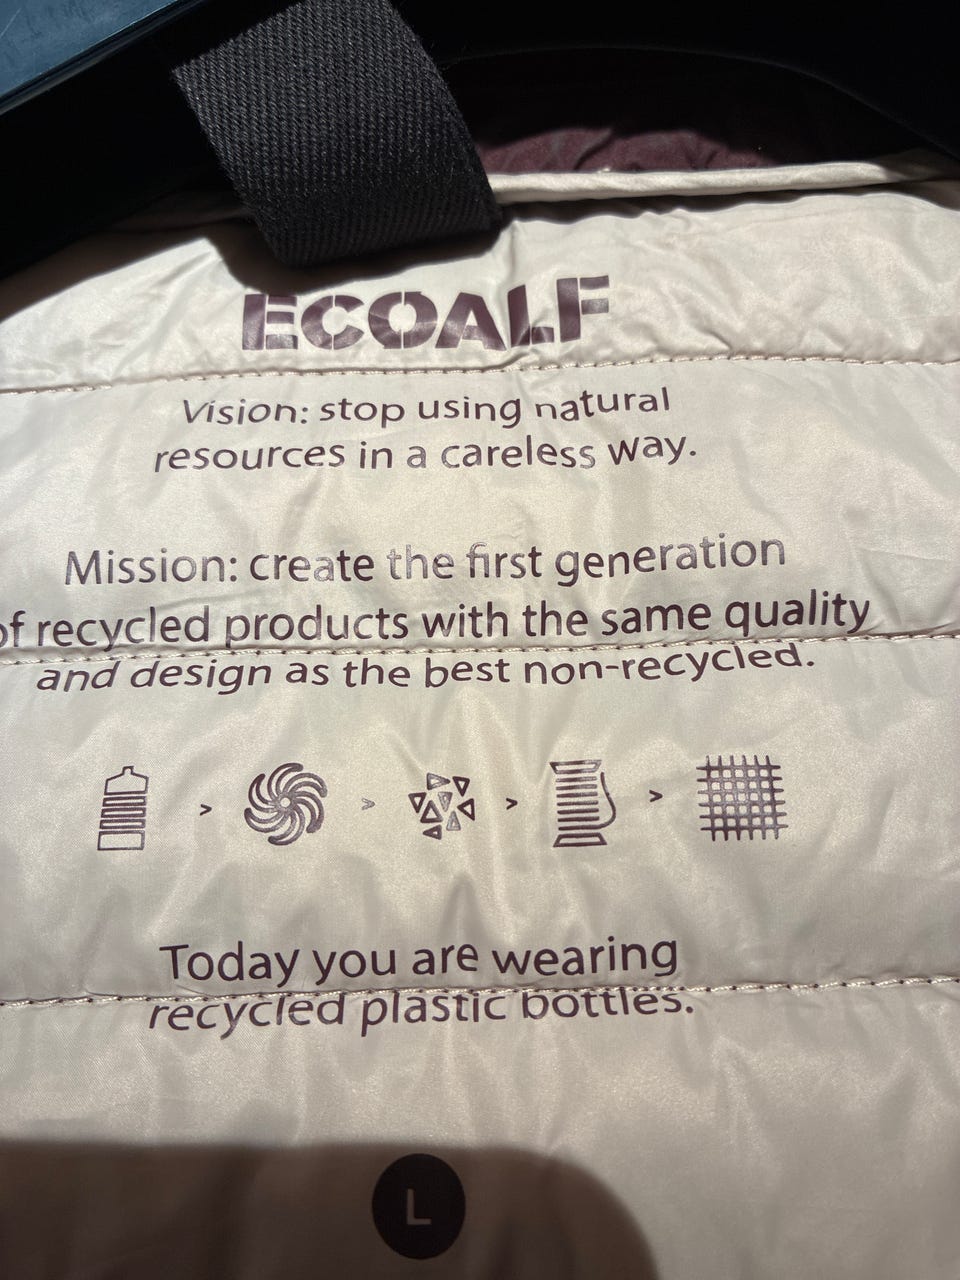 ECOALF
Vision: stop using natural
resources in a careless way.
Mission: create the first generation
of recycled products with the same quality
and design as the best non-recycled.
> > > >
Today you are wearing
recycled plastic bottles.
L